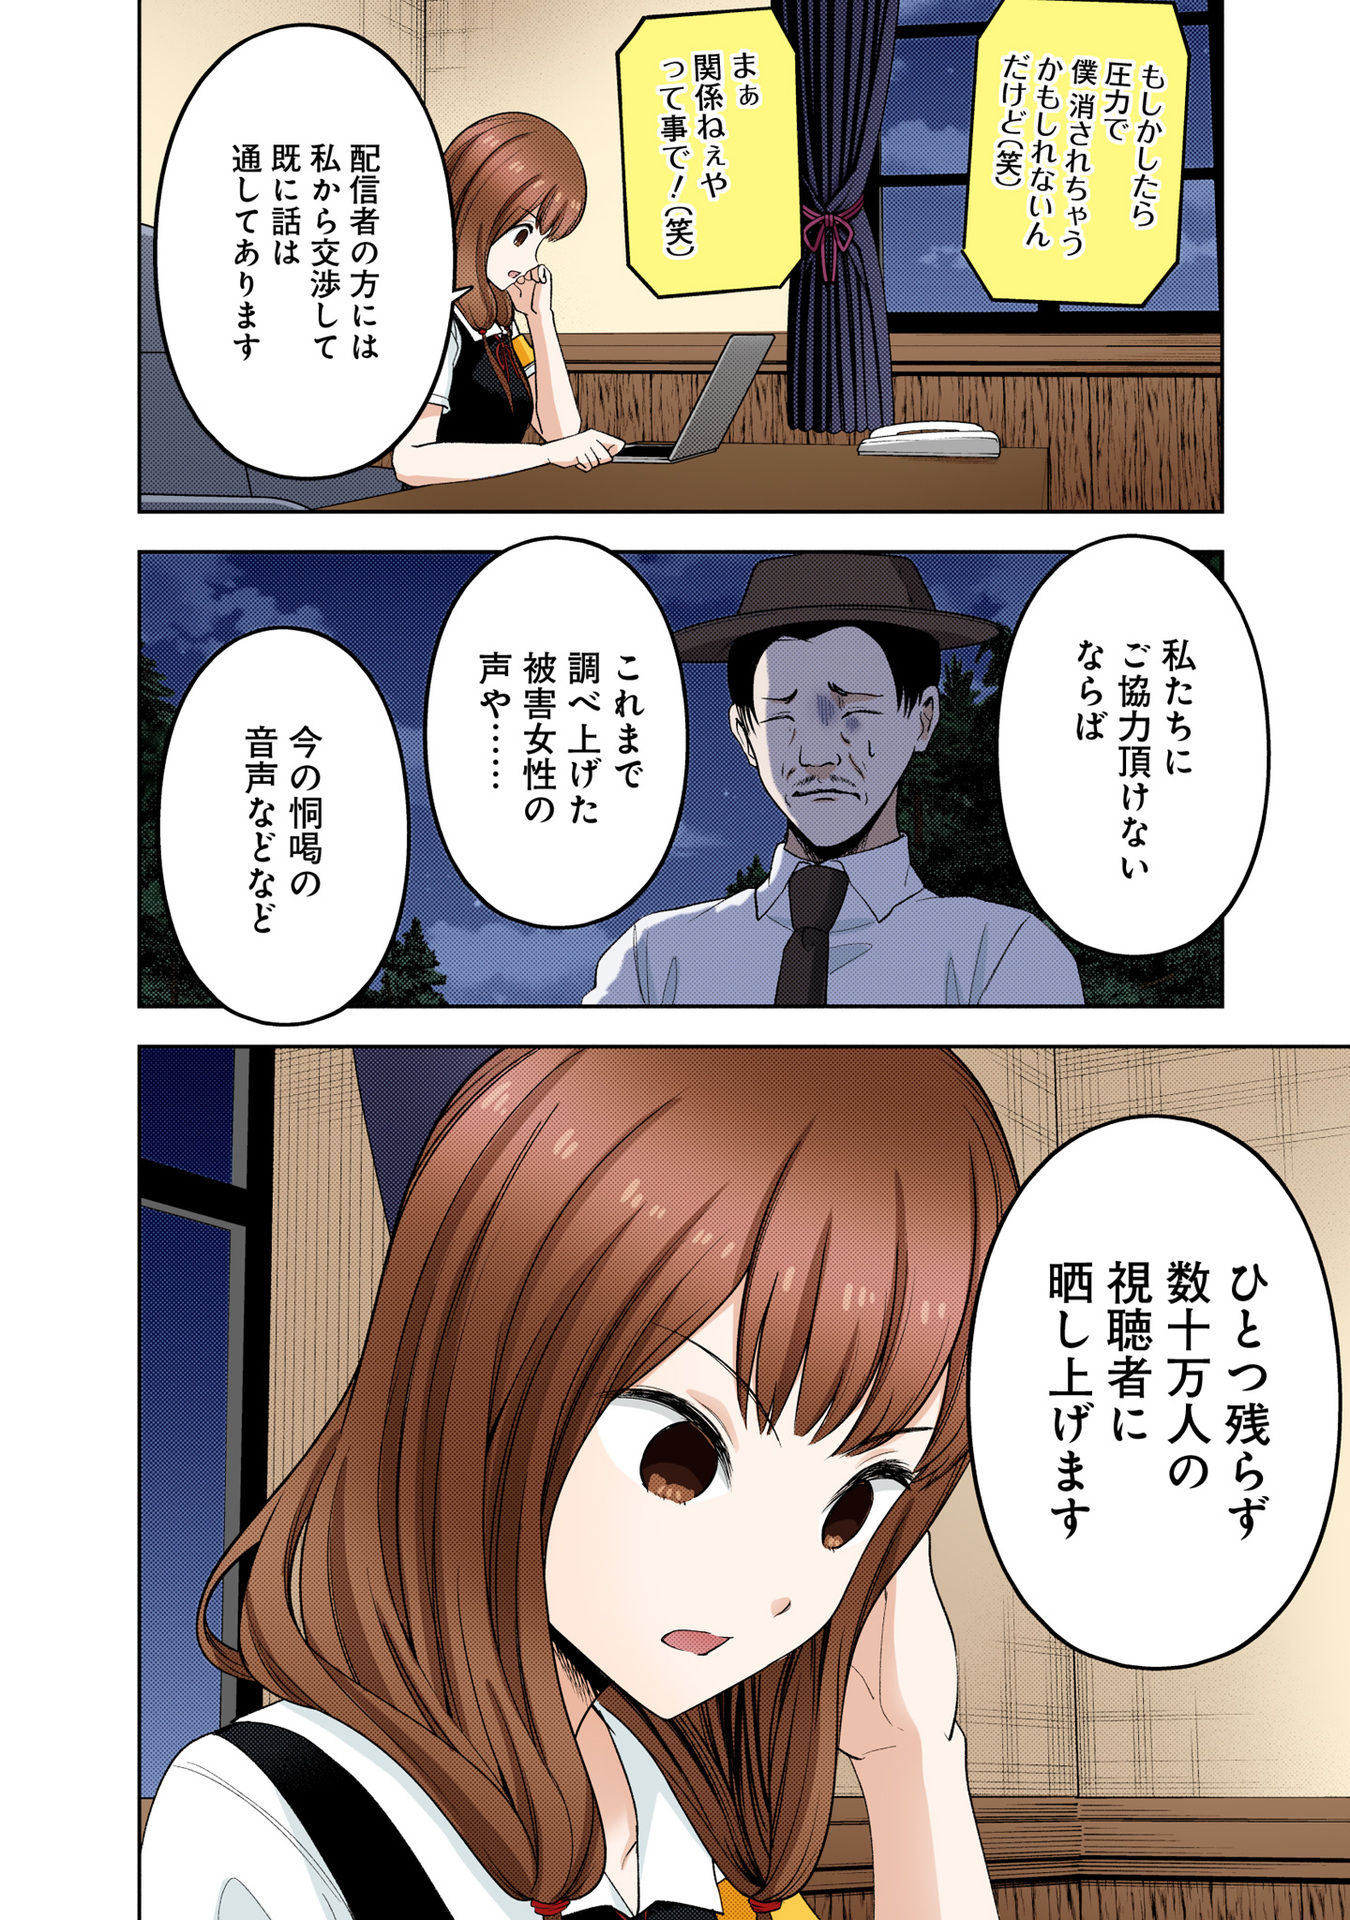 もしかしたら
圧力で
僕消されちゃう
かもしれないん
だけど(笑)
まぁ
関係ねぇや
って事で!(笑)
配信者の方には
私から交渉して
既に話は
通してあります
私たちに
ご協力頂けない
ならば
これまで
調べ上げた
被害女性の
声や……
今の恫喝の
音声などなど
ひとつ残らず
数十万人の
視聴者に
晒し上げます